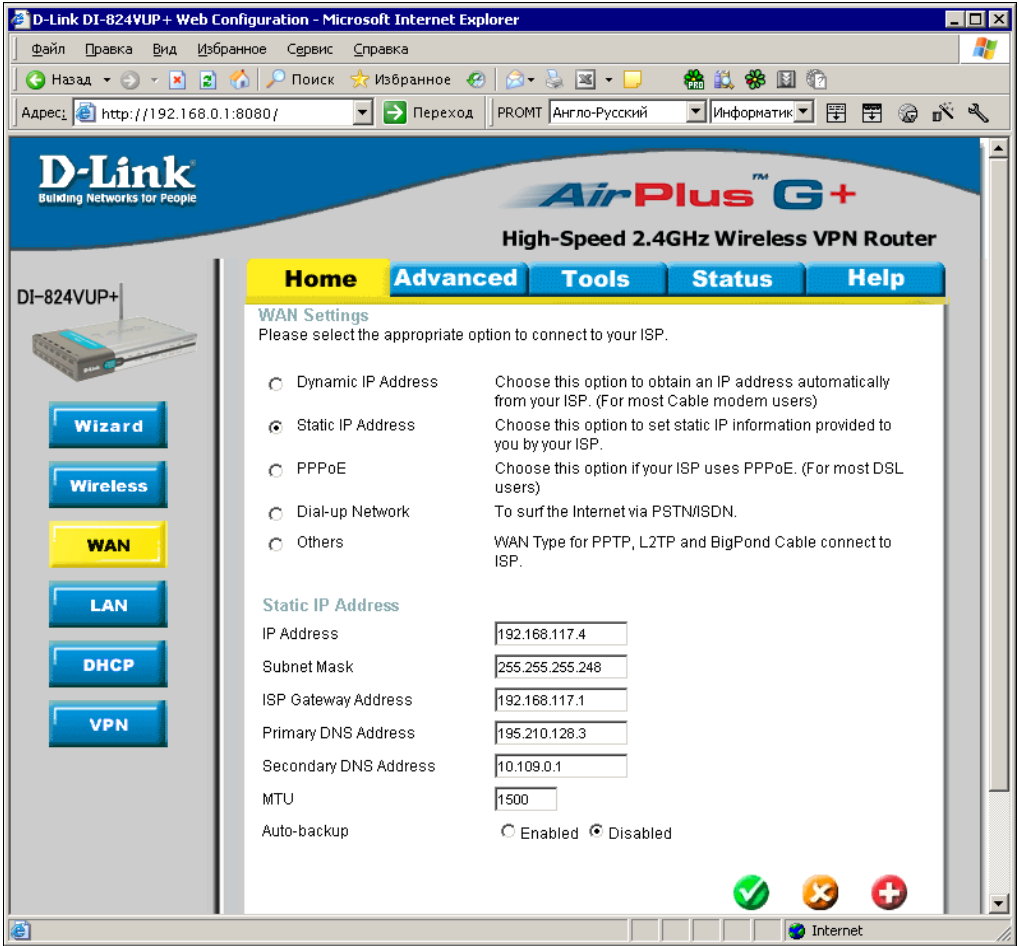 D-Link DI-824VUP+ Web Configuration - Microsoft Internet Explorer
Файл Правка Вид Избранное Сервис Справка
Назад Поиск Избранное
Адрес: http://192.168.0.1:8080/ Переход PROMT Англо-Русский Информатик
D-Link
Building Networks for People
AirPlus™ G+
High-Speed 2.4GHz Wireless VPN Router
Home Advanced Tools Status Help
DI-824VUP+
D-Link
Wizard
Wireless
WAN
LAN
DHCP
VPN
WAN Settings
Please select the appropriate option to connect to your ISP.
Dynamic IP Address Choose this option to obtain an IP address automatically
from your ISP. (For most Cable modem users)
Static IP Address Choose this option to set static IP information provided to
you by your ISP.
PPPoE Choose this option if your ISP uses PPPoE. (For most DSL
users)
Dial-up Network To surf the Internet via PSTN/ISDN.
Others WAN Type for PPTP, L2TP and BigPond Cable connect to
ISP.
Static IP Address
IP Address 192.168.117.4
Subnet Mask 255.255.255.248
ISP Gateway Address 192.168.117.1
Primary DNS Address 195.210.128.3
Secondary DNS Address 10.109.0.1
MTU 1500
Auto-backup Enabled Disabled
Internet